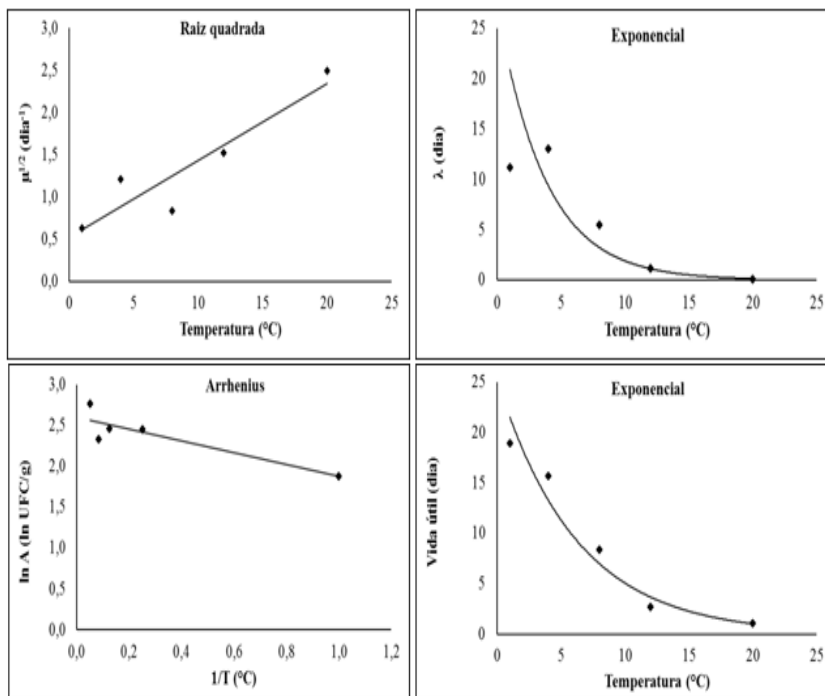 Raiz quadrada
3,0
2,5
2,0
1,5
1,0
0,5
0,0
0 5 10 15 20 25
μ^1/2 (dia^-1)
Temperatura (°C)
Exponencial
25
20
15
10
5
0
0 5 10 15 20 25
λ (dia)
Temperatura (°C)
Arrhenius
3,0
2,5
2,0
1,5
1,0
0,5
0,0
0,0 0,2 0,4 0,6 0,8 1,0 1,2
ln A (ln UFC/g)
1/T (°C)
Exponencial
25
20
15
10
5
0
0 5 10 15 20 25
Vida útil (dia)
Temperatura (°C)